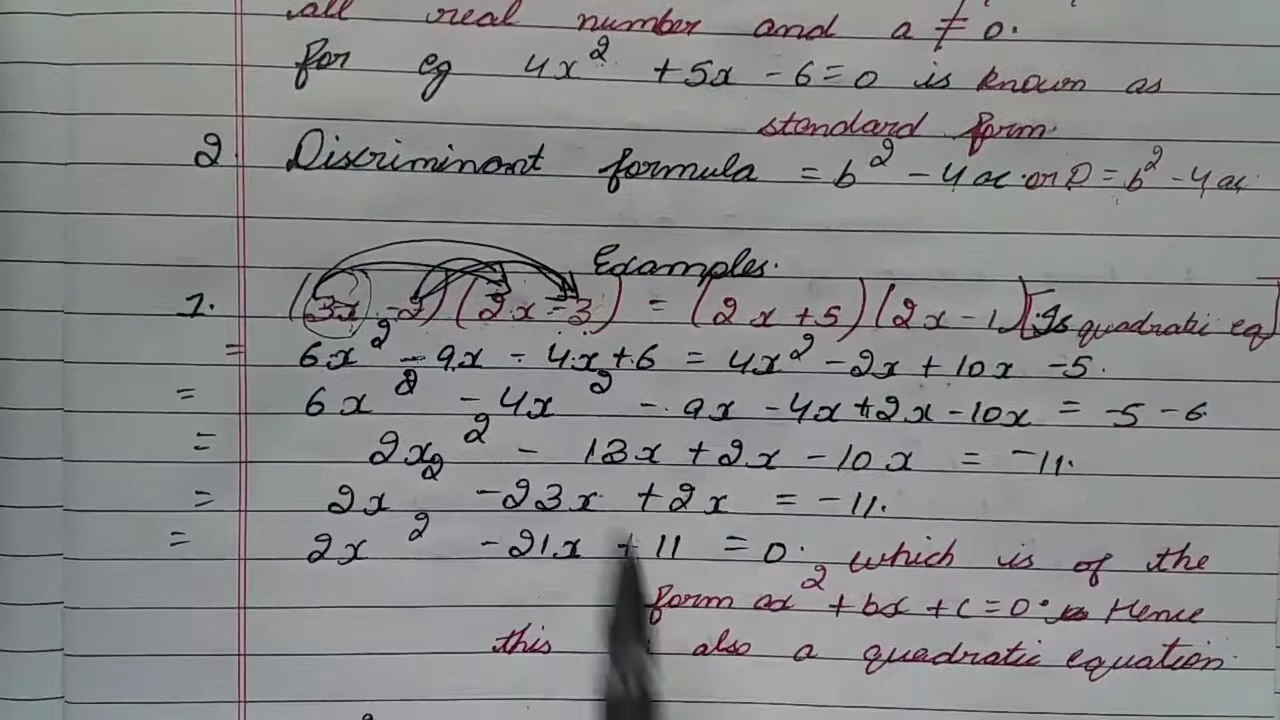 all real number and a ≠ 0.
for eg 4x² + 5x - 6 = 0 is known as
standard form.
2 Discriminant formula = b² - 4ac. or D = b² - 4ac
Examples.
1. (3x - 2) (2x - 3) = (2x + 5) (2x - 1) [Is quadratic eq]
= 6x² - 9x - 4x + 6 = 4x² - 2x + 10x - 5.
= 6x² - 4x² - 9x - 4x + 2x - 10x = -5 - 6
= 2x² - 13x + 2x - 10x = -11.
= 2x² - 23x + 2x = -11.
= 2x² - 21x + 11 = 0. which is of the
form ax² + bx + c = 0. Hence
this also a quadratic equation.